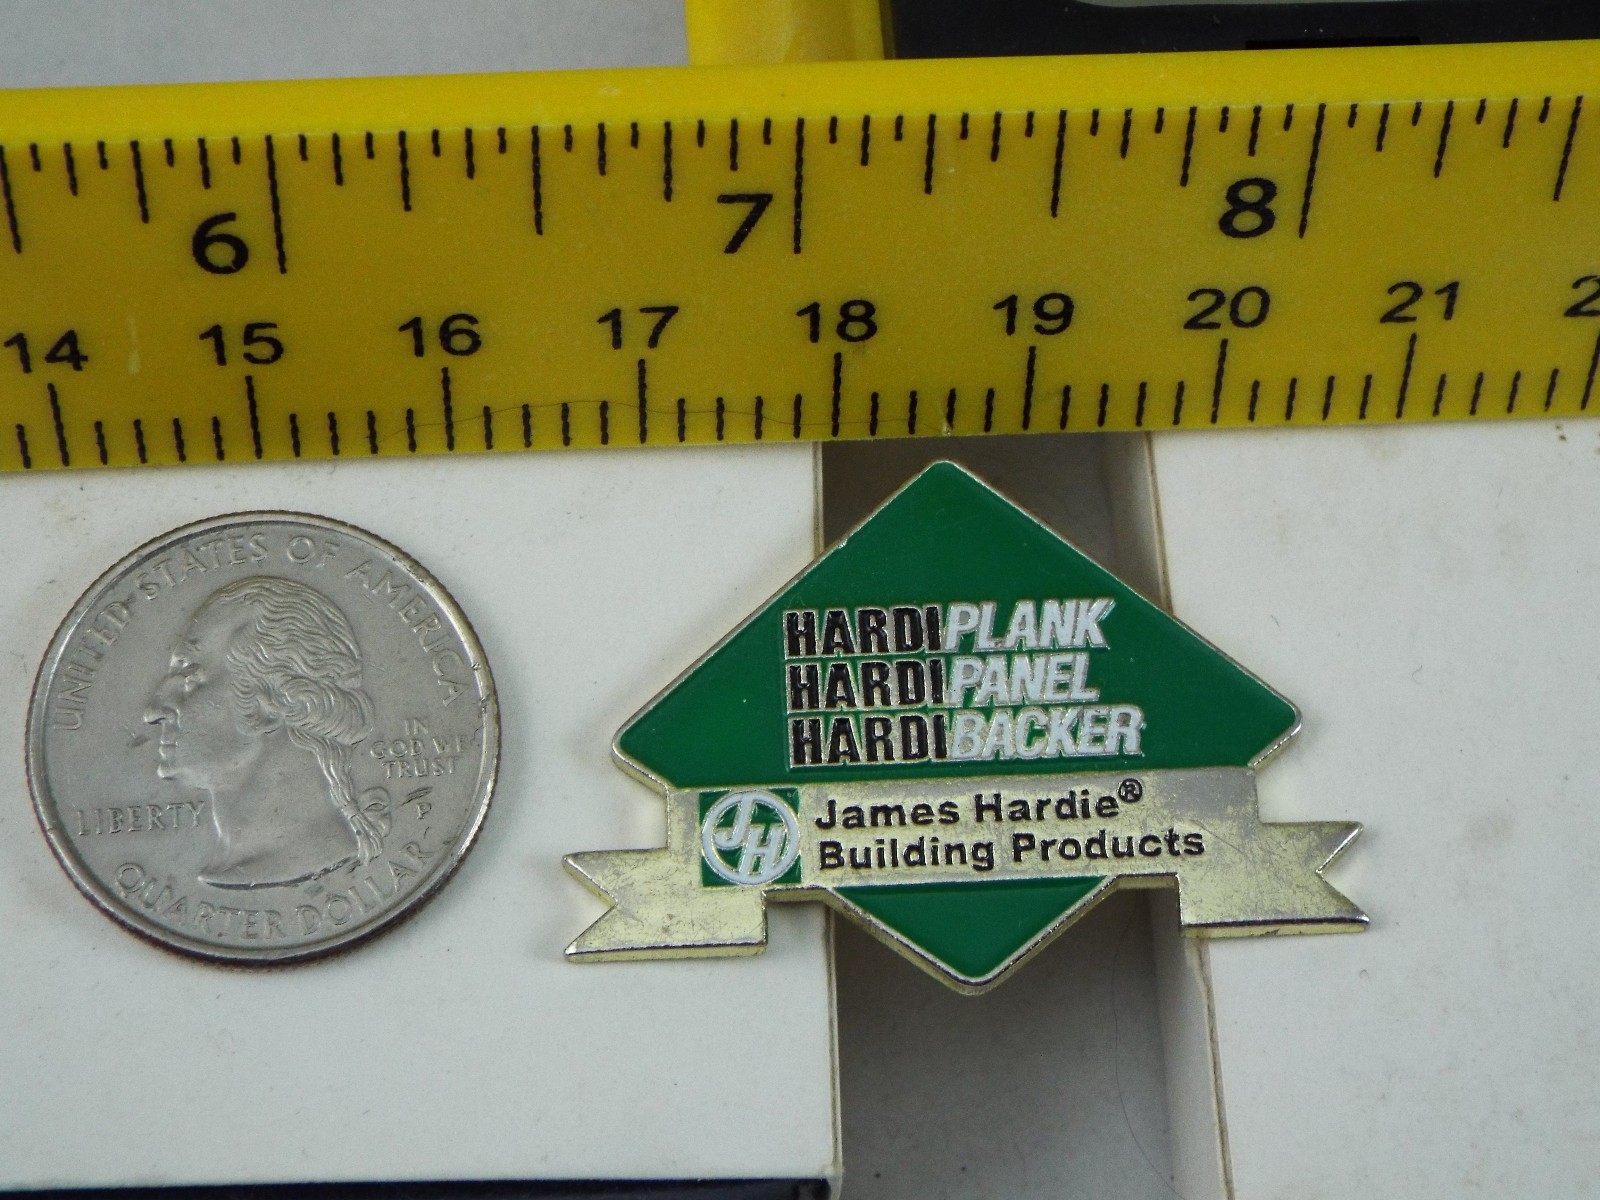 6 7 8
14 15 16 17 18 19 20 21
UNITED STATES OF AMERICA
IN
GOD WE
TRUST
LIBERTY
P
QUARTER DOLLAR
HARDIPLANK
HARDIPANEL
HARDIBACKER
JH
James Hardie®
Building Products